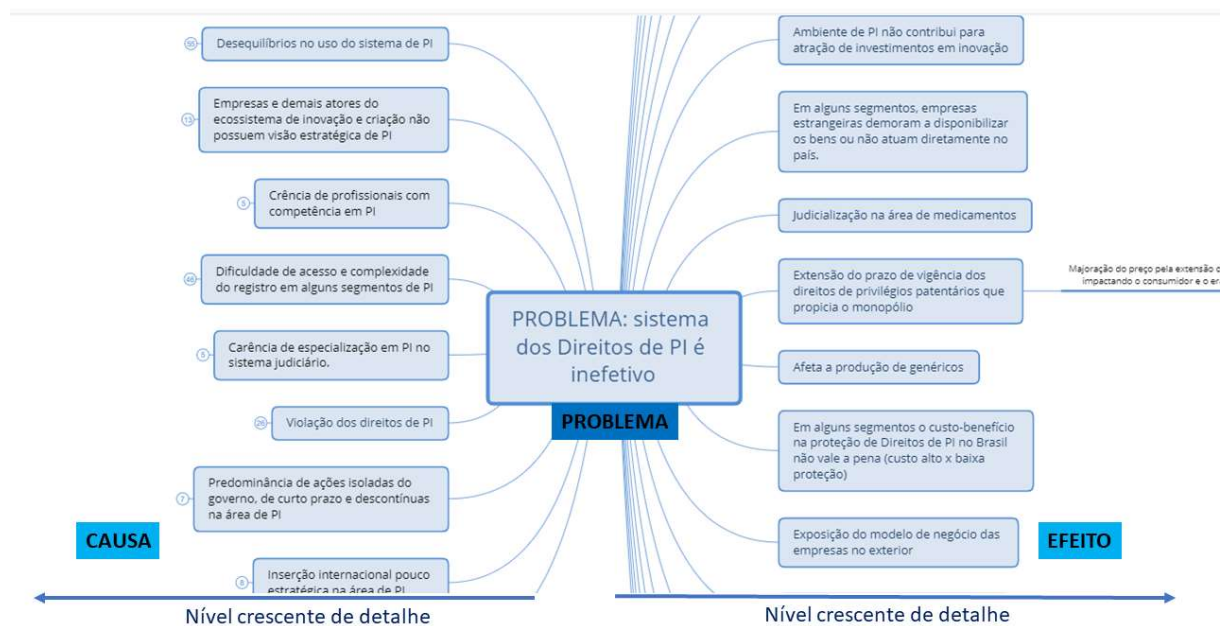 55
Desequilíbrios no uso do sistema de PI
13
Empresas e demais atores do
ecossistema de inovação e criação não
possuem visão estratégica de PI
5
Crência de profissionais com
competência em PI
46
Dificuldade de acesso e complexidade
do registro em alguns segmentos de PI
5
Carência de especialização em PI no
sistema judiciário.
26
Violação dos direitos de PI
7
Predominância de ações isoladas do
governo, de curto prazo e descontínuas
na área de PI
8
Inserção internacional pouco
estratégica na área de PI
CAUSA
Nível crescente de detalhe
PROBLEMA: sistema
dos Direitos de PI é
inefetivo
PROBLEMA
Ambiente de PI não contribui para
atração de investimentos em inovação
Em alguns segmentos, empresas
estrangeiras demoram a disponibilizar
os bens ou não atuam diretamente no
país.
Judicialização na área de medicamentos
Extensão do prazo de vigência dos
direitos de privilégios patentários que
propicia o monopólio
Majoração do preço pela extensão
impactando o consumidor e o
Afeta a produção de genéricos
Em alguns segmentos o custo-benefício
na proteção de Direitos de PI no Brasil
não vale a pena (custo alto x baixa
proteção)
Exposição do modelo de negócio das
empresas no exterior
EFEITO
Nível crescente de detalhe